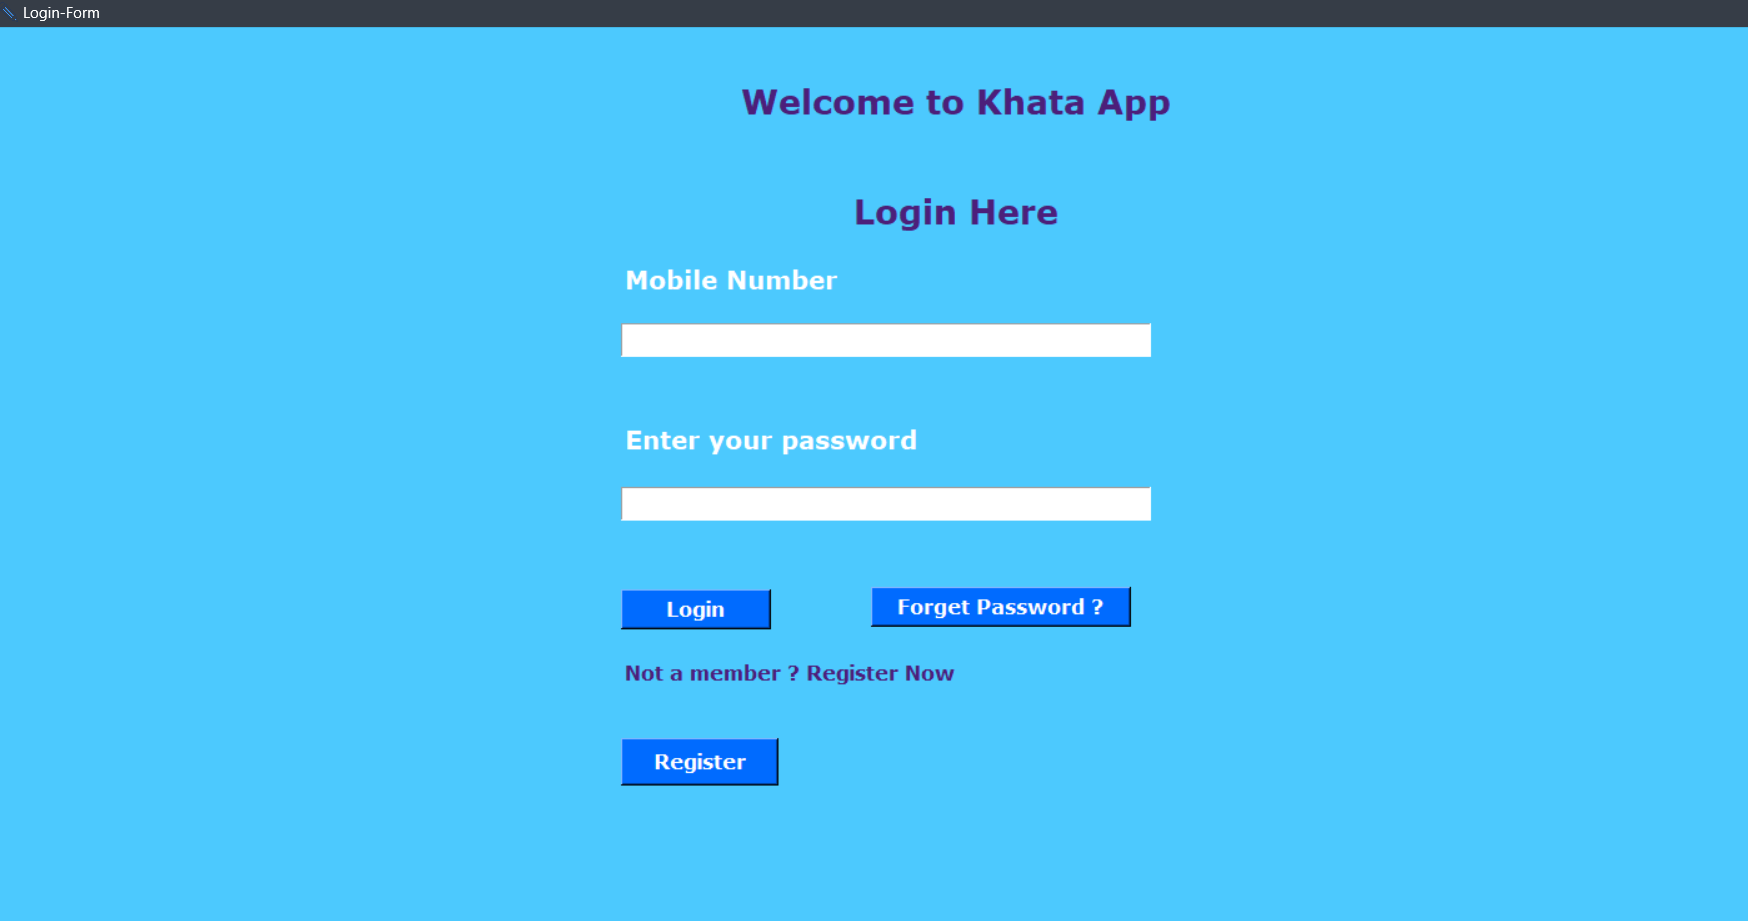 Login-Form
Welcome to Khata App
Login Here
Mobile Number
Enter your password
Login
Forget Password ?
Not a member ? Register Now
Register